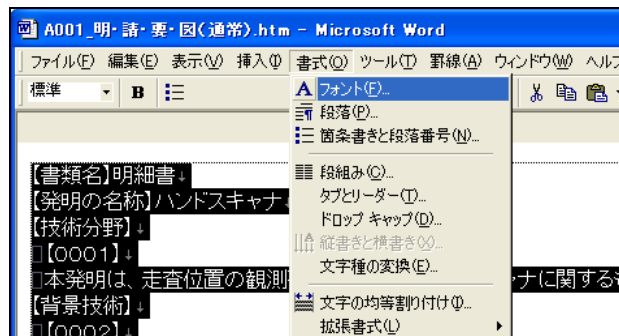 A001_明・請・要・図(通常).htm - Microsoft Word
ファイル(F) 編集(E) 表示(V) 挿入(I) 書式(O) ツール(T) 罫線(A) ウィンドウ(W) ヘル
標準 B
A フォント(F)...
段落(P)...
箇条書きと段落番号(N)...
段組み(C)...
タブとリーダー(T)...
ドロップ キャップ(D)...
縦書きと横書き(X)...
文字種の変換(E)...
文字の均等割り付け(I)...
拡張書式(L)
【書類名】明細書↓
【発明の名称】ハンドスキャナ↓
【技術分野】↓
【0001】↓
本発明は、走査位置の観測 ナに関する
【背景技術】↓
【0002】↓